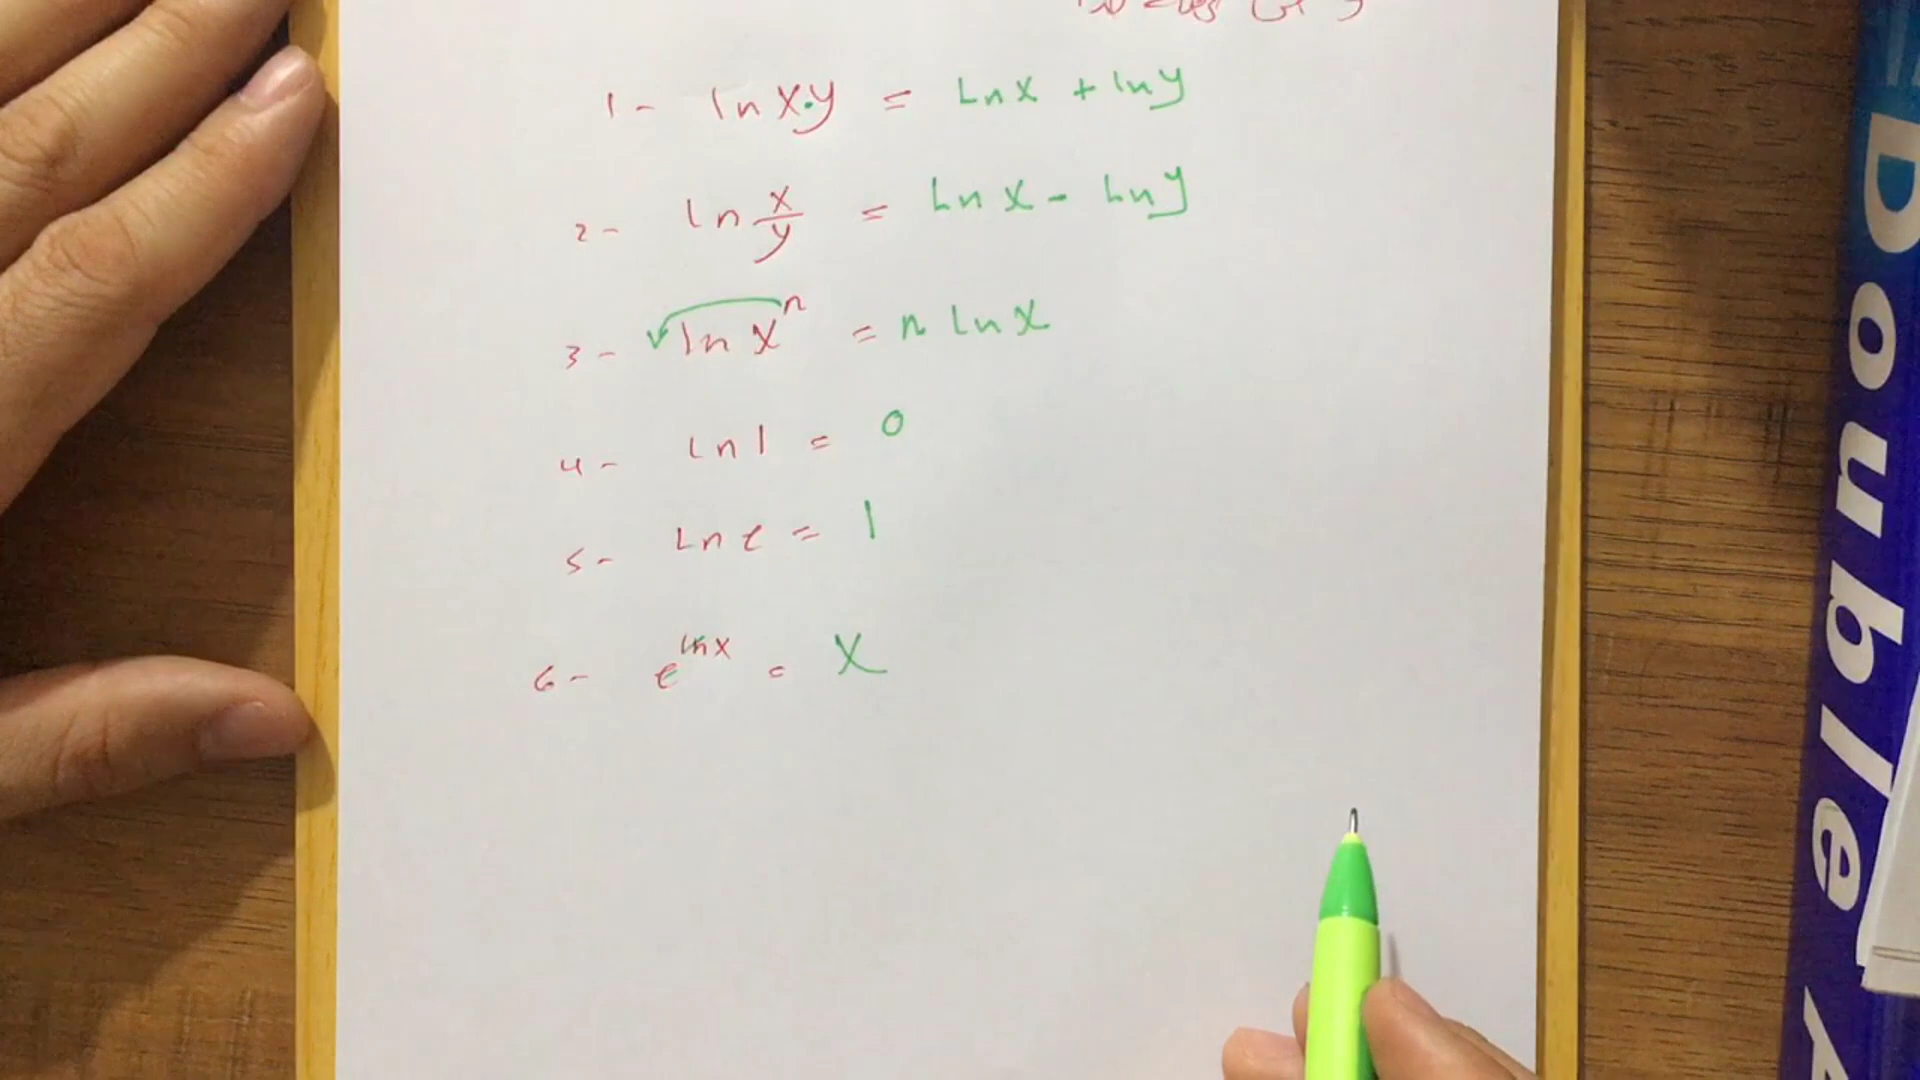 1- ln x·y = Ln x + ln y
2- ln x/y = Ln x - Ln y
3- ln xⁿ = n ln x
4- Ln 1 = 0
5- Ln e = 1
6- e^ln x = x
Double A